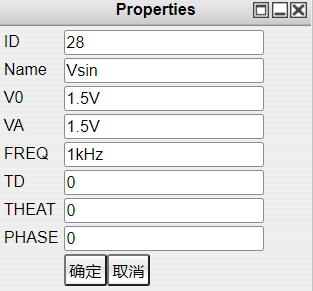 Properties
ID 28
Name Vsin
V0 1.5V
VA 1.5V
FREQ 1kHz
TD 0
THEAT 0
PHASE 0
确定 取消